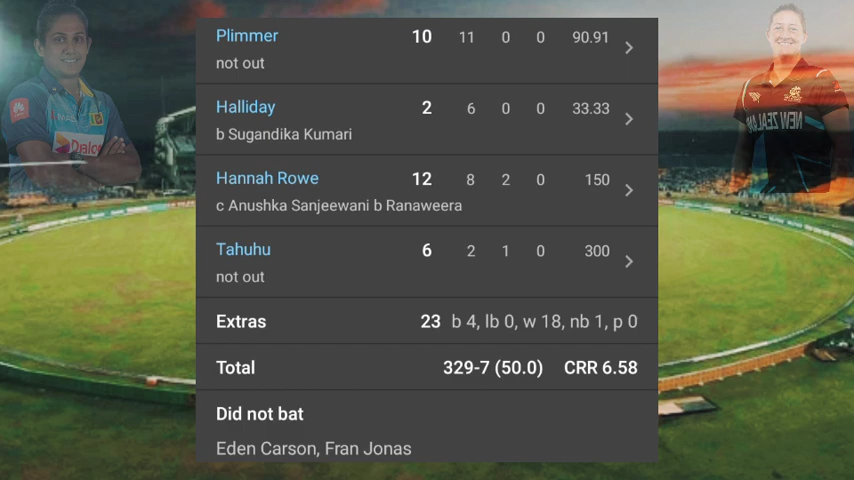 Plimmer 10 11 0 0 90.91
not out
Halliday 2 6 0 0 33.33
b Sugandika Kumari
Hannah Rowe 12 8 2 0 150
c Anushka Sanjeewani b Ranaweera
Tahuhu 6 2 1 0 300
not out
Extras 23 b 4, lb 0, w 18, nb 1, p 0
Total 329-7 (50.0) CRR 6.58
Did not bat
Eden Carson, Fran Jonas
Dialog
NEW ZEALAND